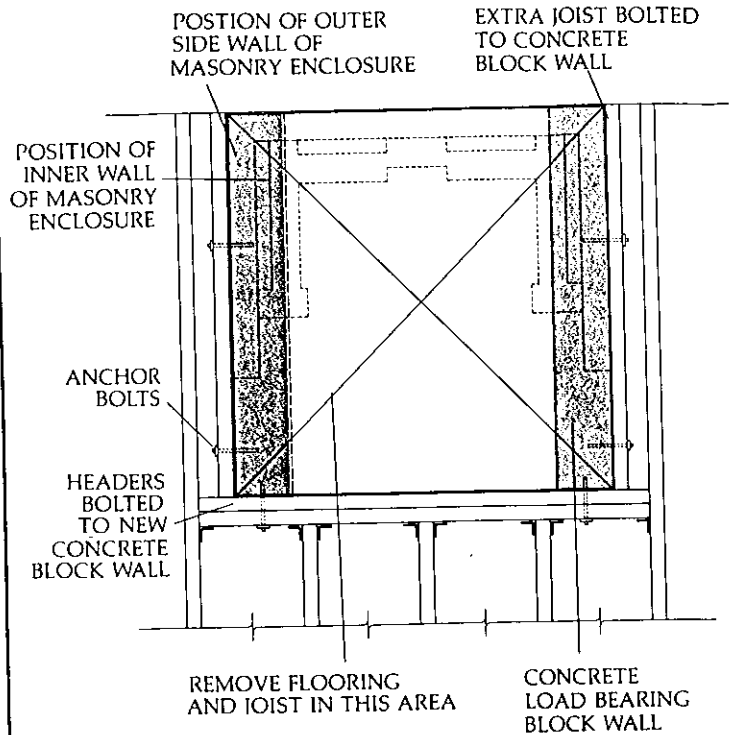 POSTION OF OUTER
SIDE WALL OF
MASONRY ENCLOSURE
EXTRA JOIST BOLTED
TO CONCRETE
BLOCK WALL
POSITION OF
INNER WALL
OF MASONRY
ENCLOSURE
ANCHOR
BOLTS
HEADERS
BOLTED
TO NEW
CONCRETE
BLOCK WALL
REMOVE FLOORING
AND JOIST IN THIS AREA
CONCRETE
LOAD BEARING
BLOCK WALL